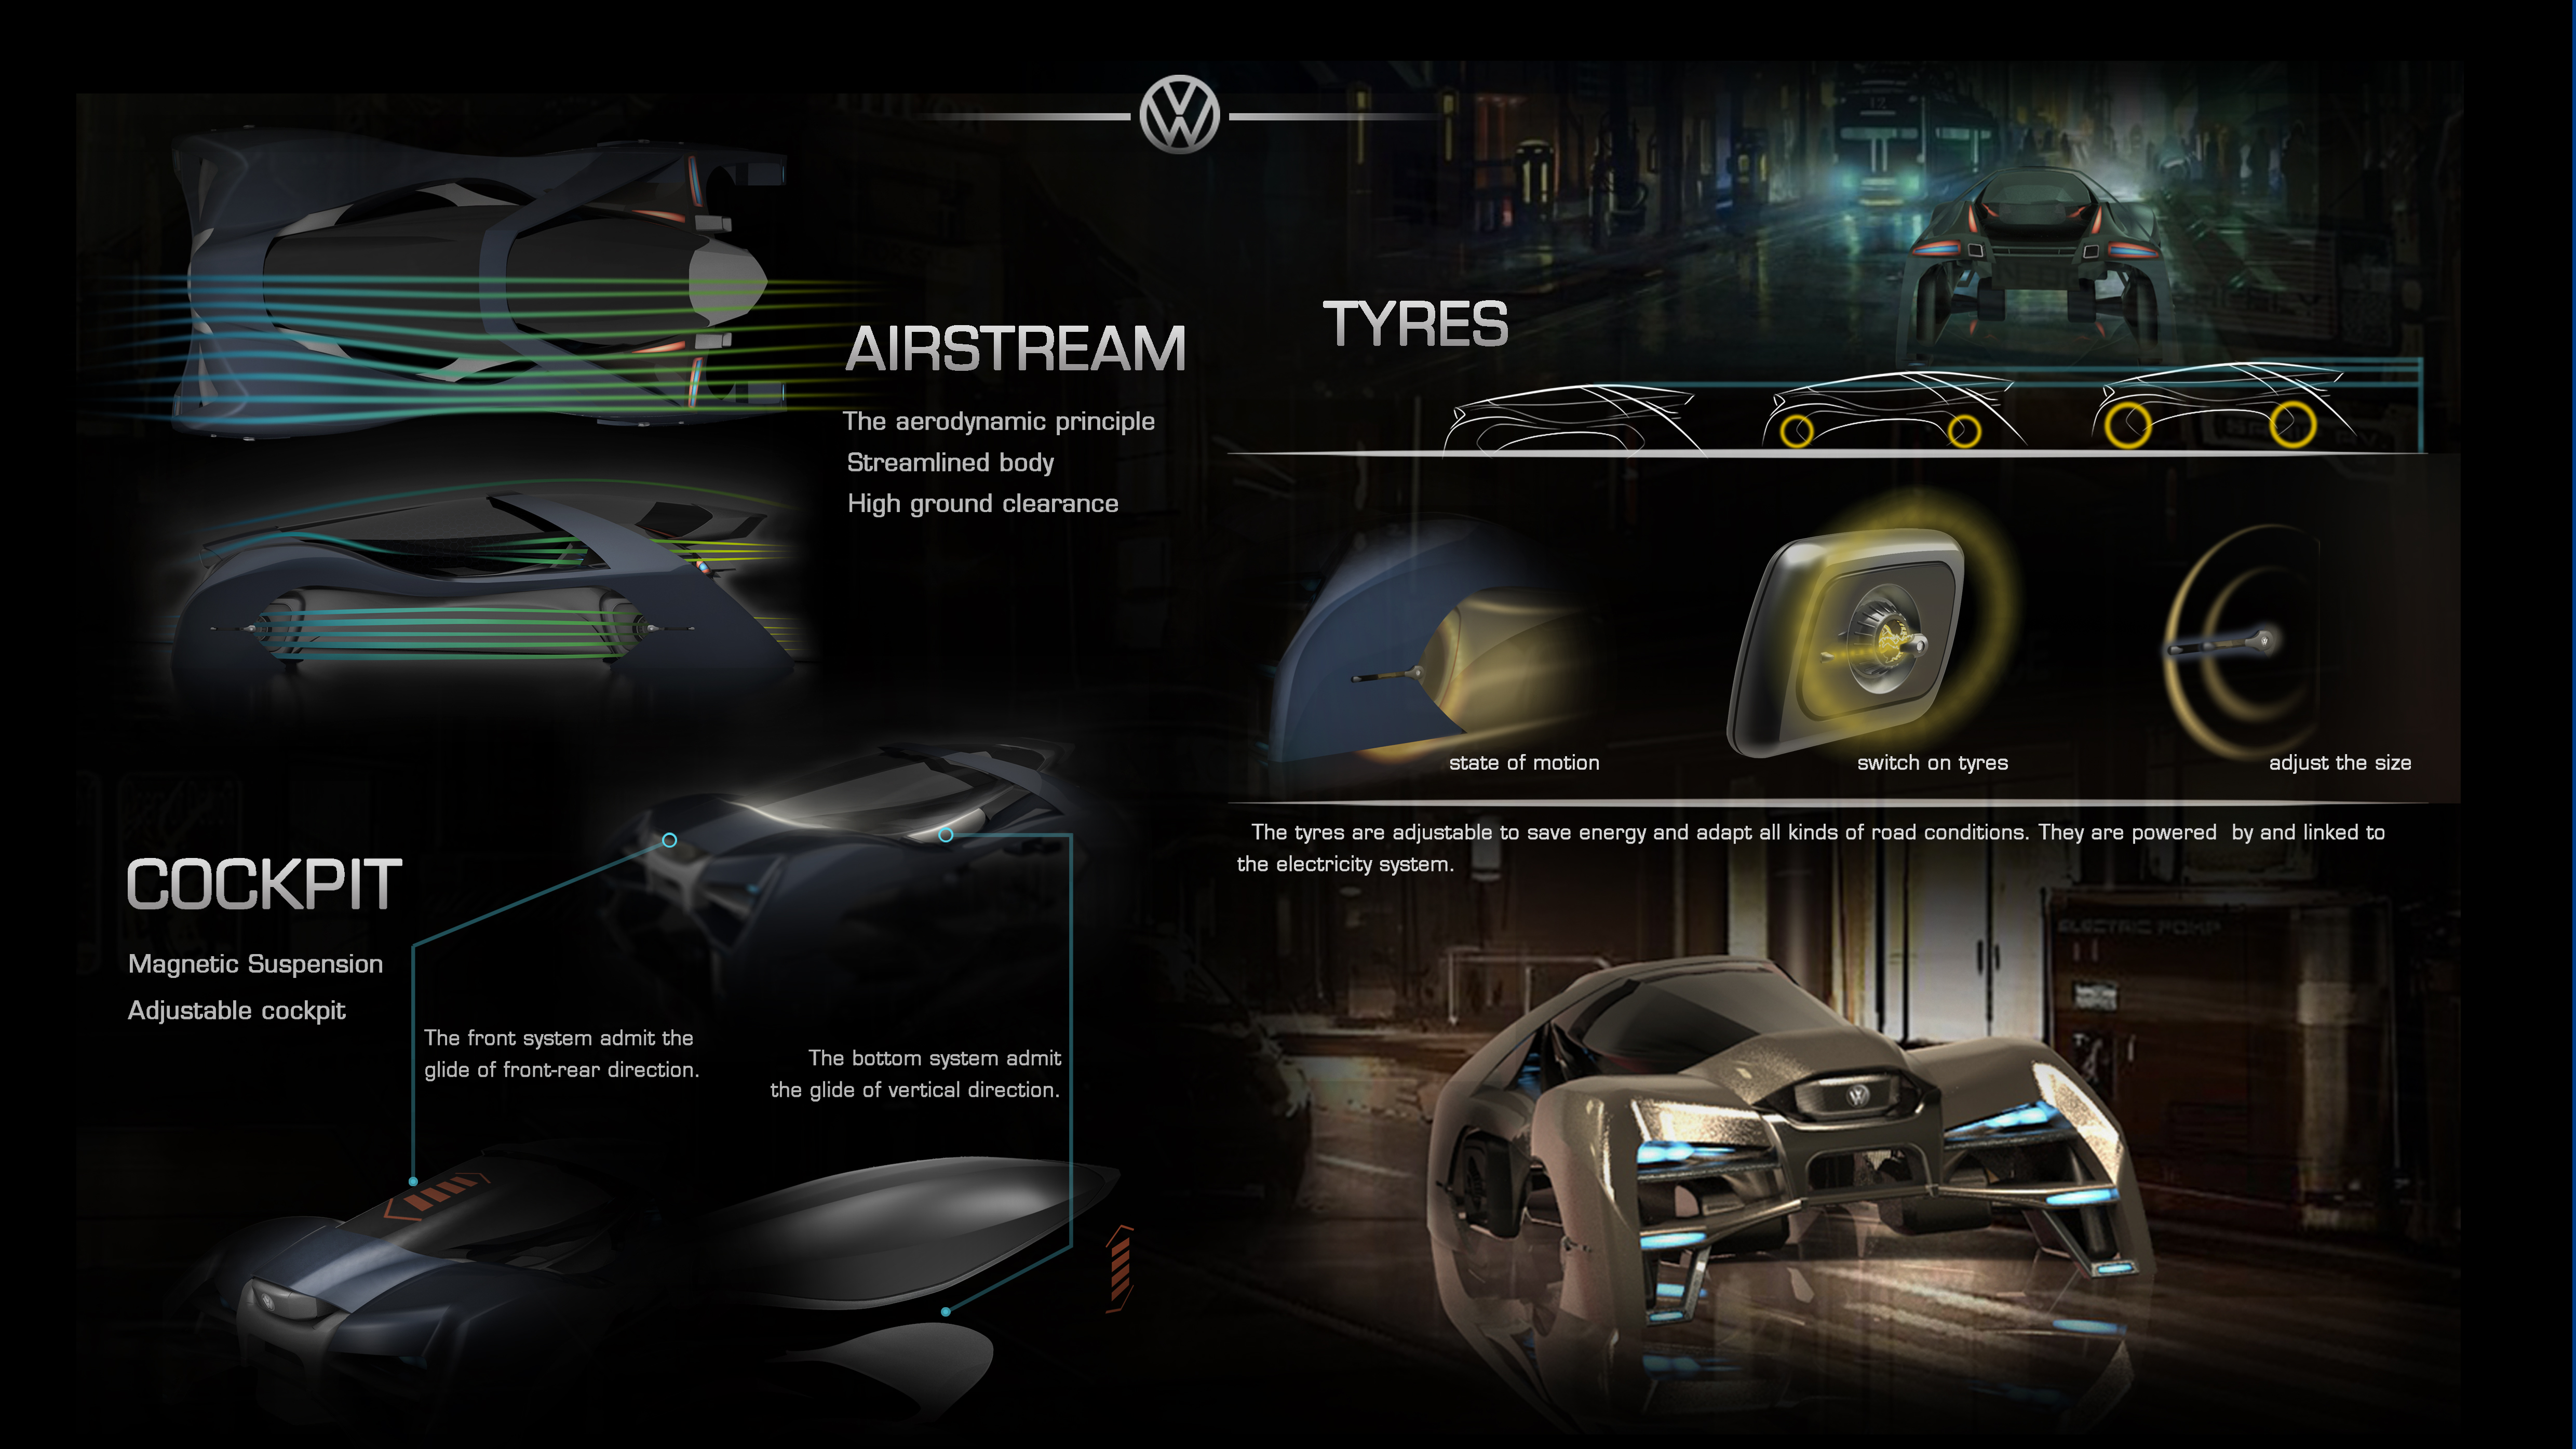 AIRSTREAM
The aerodynamic principle
Streamlined body
High ground clearance
TYRES
state of motion
switch on tyres
adjust the size
The tyres are adjustable to save energy and adapt all kinds of road conditions. They are powered by and linked to
the electricity system.
COCKPIT
Magnetic Suspension
Adjustable cockpit
The front system admit the
glide of front-rear direction.
The bottom system admit
the glide of vertical direction.
ELECTRIC POMP